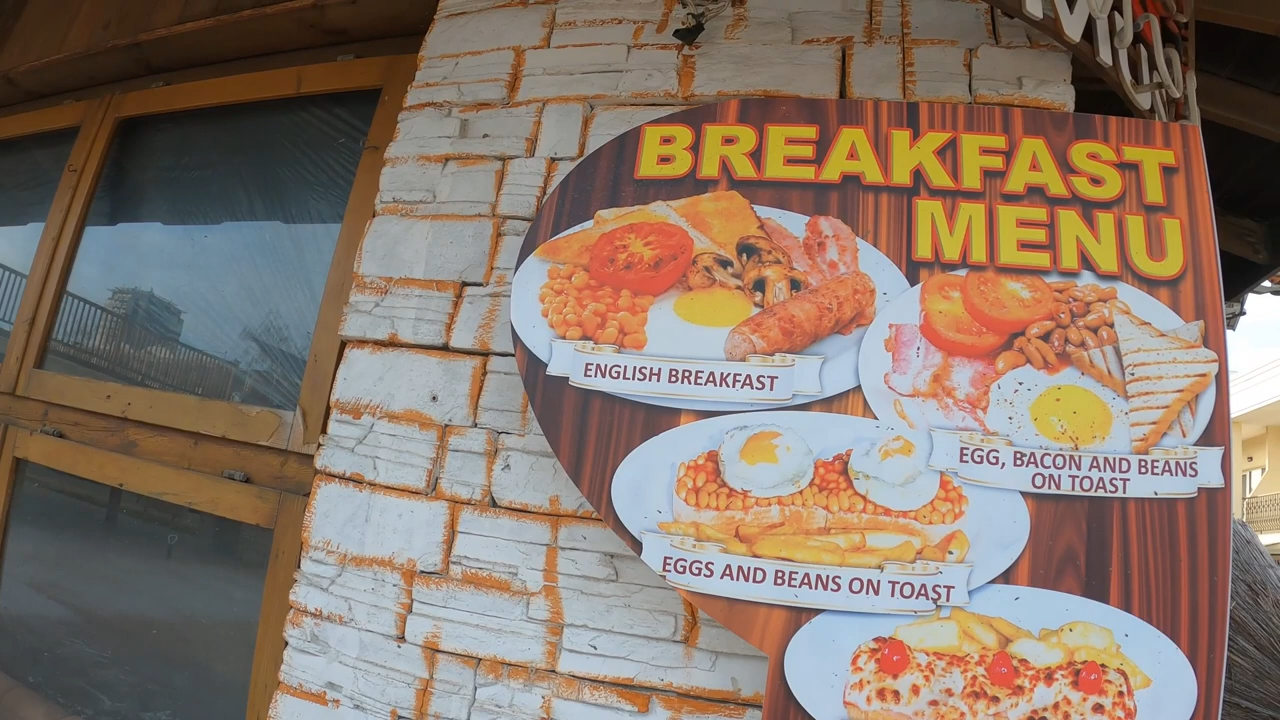 BREAKFAST
MENU
ENGLISH BREAKFAST
EGG, BACON AND BEANS
ON TOAST
EGGS AND BEANS ON TOAST